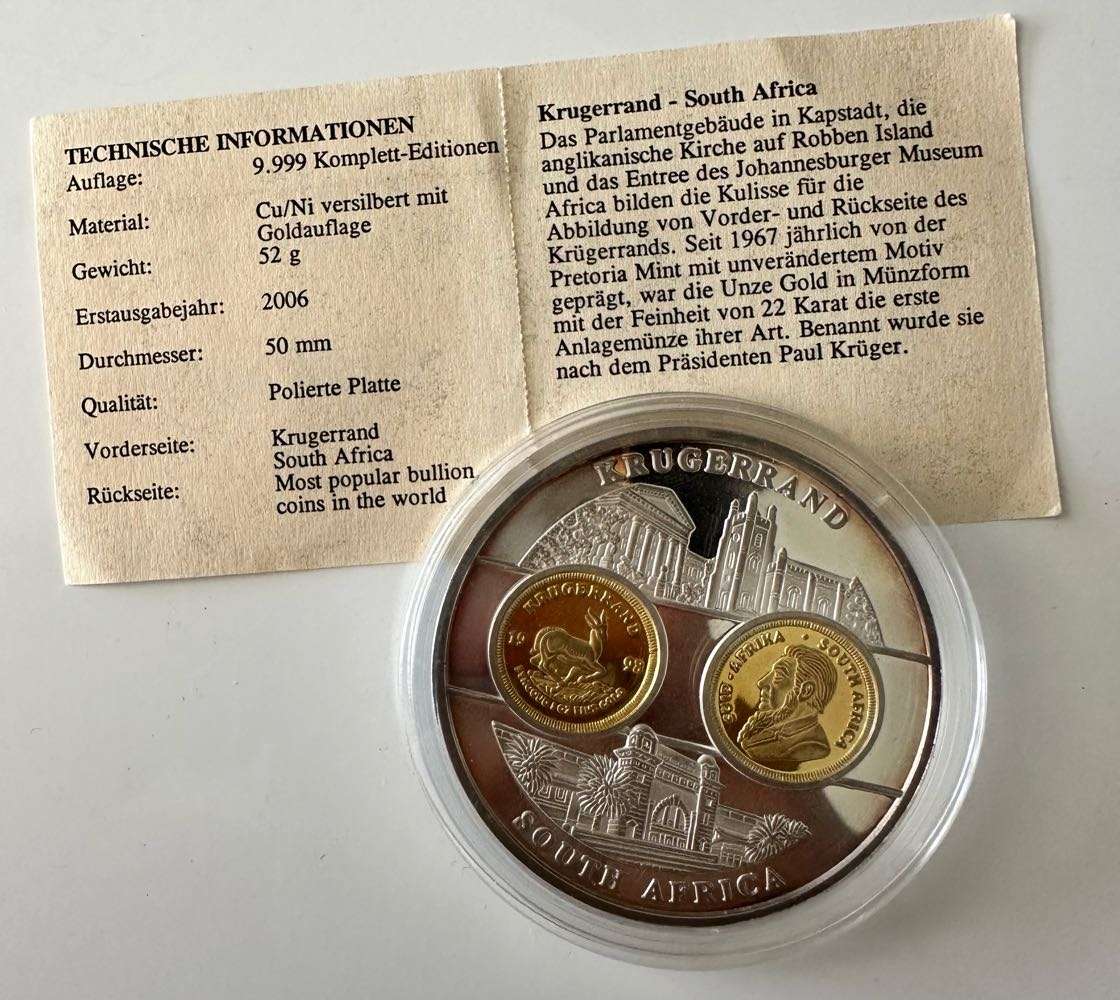 TECHNISCHE INFORMATIONEN
Auflage: 9.999 Komplett-Editionen
Material: Cu/Ni versilbert mit
Goldauflage
Gewicht: 52 g
Erstausgabejahr: 2006
Durchmesser: 50 mm
Qualität: Polierte Platte
Vorderseite: Krugerrand
South Africa
Rückseite: Most popular bullion
coins in the world
Krugerrand - South Africa
Das Parlamentgebäude in Kapstadt, die
anglikanische Kirche auf Robben Island
und das Entree des Johannesburger Museum
Africa bilden die Kulisse für die
Abbildung von Vorder- und Rückseite des
Krügerrands. Seit 1967 jährlich von der
Pretoria Mint mit unverändertem Motiv
geprägt, war die Unze Gold in Münzform
mit der Feinheit von 22 Karat die erste
Anlagemünze ihrer Art. Benannt wurde sie
nach dem Präsidenten Paul Krüger.
KRUGERRAND
KRUGERRAND
19
SUID-AFRIKA · SOUTH AFRICA
SOUTH AFRICA